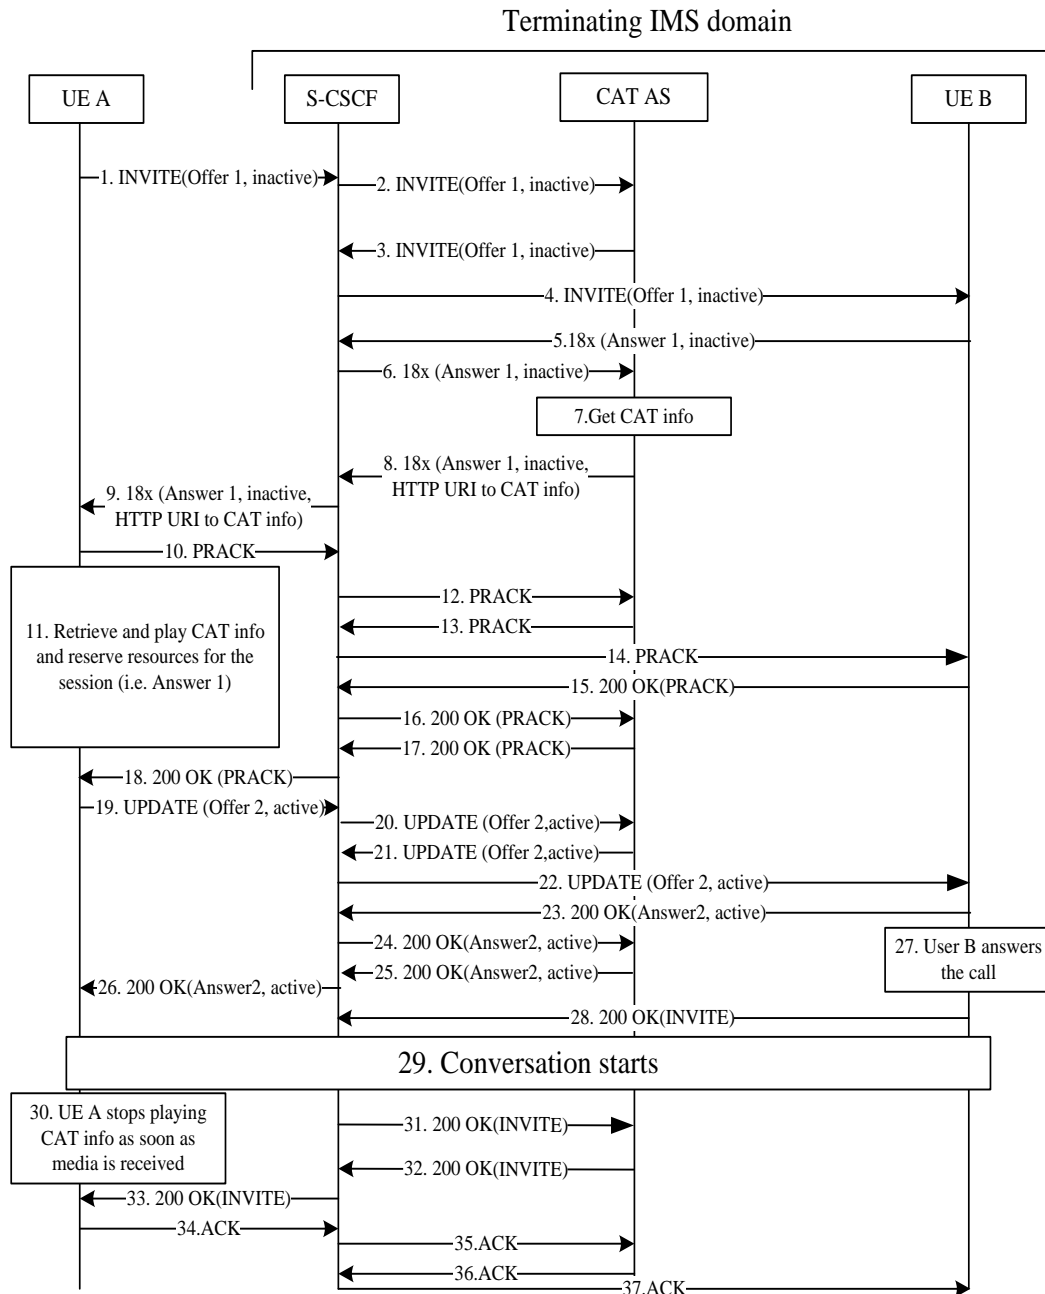 Terminating IMS domain
UE A
S-CSCF
CAT AS
UE B
1. INVITE(Offer 1, inactive)
2. INVITE(Offer 1, inactive)
3. INVITE(Offer 1, inactive)
4. INVITE(Offer 1, inactive)
5.18x (Answer 1, inactive)
6. 18x (Answer 1, inactive)
7.Get CAT info
8. 18x (Answer 1, inactive,
HTTP URI to CAT info)
9. 18x (Answer 1, inactive,
HTTP URI to CAT info)
10. PRACK
11. Retrieve and play CAT info
and reserve resources for the
session (i.e. Answer 1)
12. PRACK
13. PRACK
14. PRACK
15. 200 OK(PRACK)
16. 200 OK (PRACK)
17. 200 OK (PRACK)
18. 200 OK (PRACK)
19. UPDATE (Offer 2, active)
20. UPDATE (Offer 2,active)
21. UPDATE (Offer 2,active)
22. UPDATE (Offer 2, active)
23. 200 OK(Answer2, active)
24. 200 OK(Answer2, active)
25. 200 OK(Answer2, active)
26. 200 OK(Answer2, active)
27. User B answers
the call
28. 200 OK(INVITE)
29. Conversation starts
30. UE A stops playing
CAT info as soon as
media is received
31. 200 OK(INVITE)
32. 200 OK(INVITE)
33. 200 OK(INVITE)
34.ACK
35.ACK
36.ACK
37.ACK